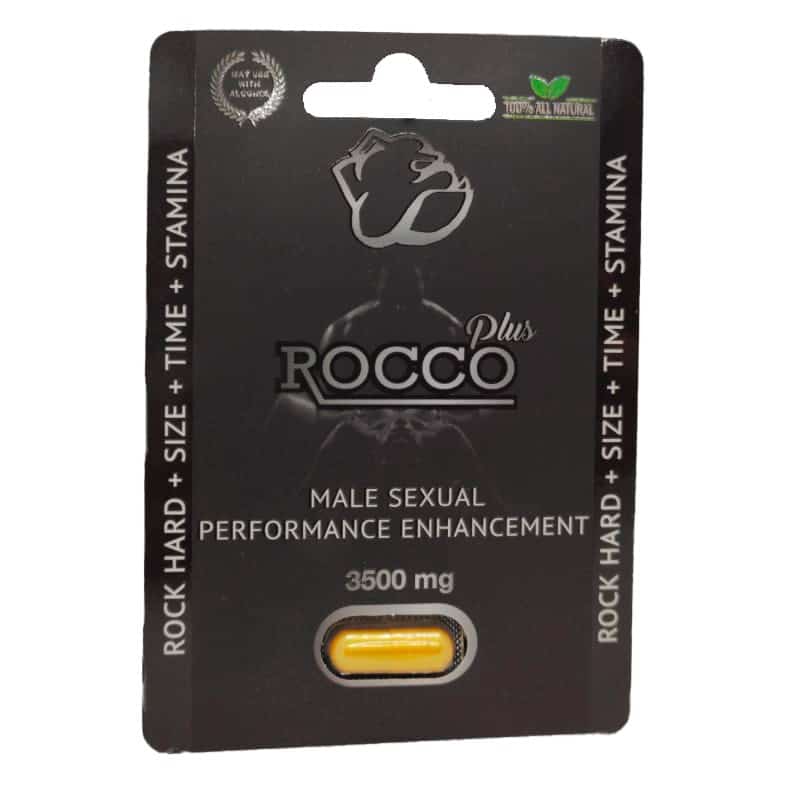 MAY USE
WITH
ALCOHOL
100% ALL NATURAL
ROCK HARD + SIZE + TIME + STAMINA
Plus
ROCCO
MALE SEXUAL
PERFORMANCE ENHANCEMENT
3500 mg
ROCK HARD + SIZE + TIME + STAMINA